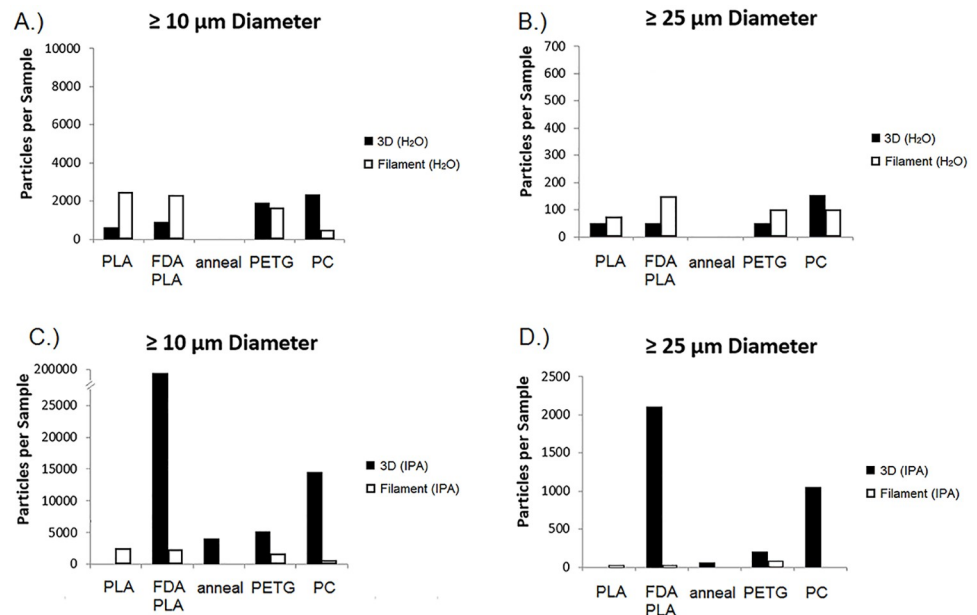 A.)
≥ 10 µm Diameter
Particles per Sample
10000
8000
6000
4000
2000
0
PLA
FDA
PLA
anneal
PETG
PC
3D (H₂O)
Filament (H₂O)
B.)
≥ 25 µm Diameter
Particles per Sample
700
600
500
400
300
200
100
0
PLA
FDA
PLA
anneal
PETG
PC
3D (H₂O)
Filament (H₂O)
C.)
≥ 10 µm Diameter
Particles per Sample
200000
25000
20000
15000
10000
5000
0
PLA
FDA
PLA
anneal
PETG
PC
3D (IPA)
Filament (IPA)
D.)
≥ 25 µm Diameter
Particles per Sample
2500
2000
1500
1000
500
0
PLA
FDA
PLA
anneal
PETG
PC
3D (IPA)
Filament (IPA)